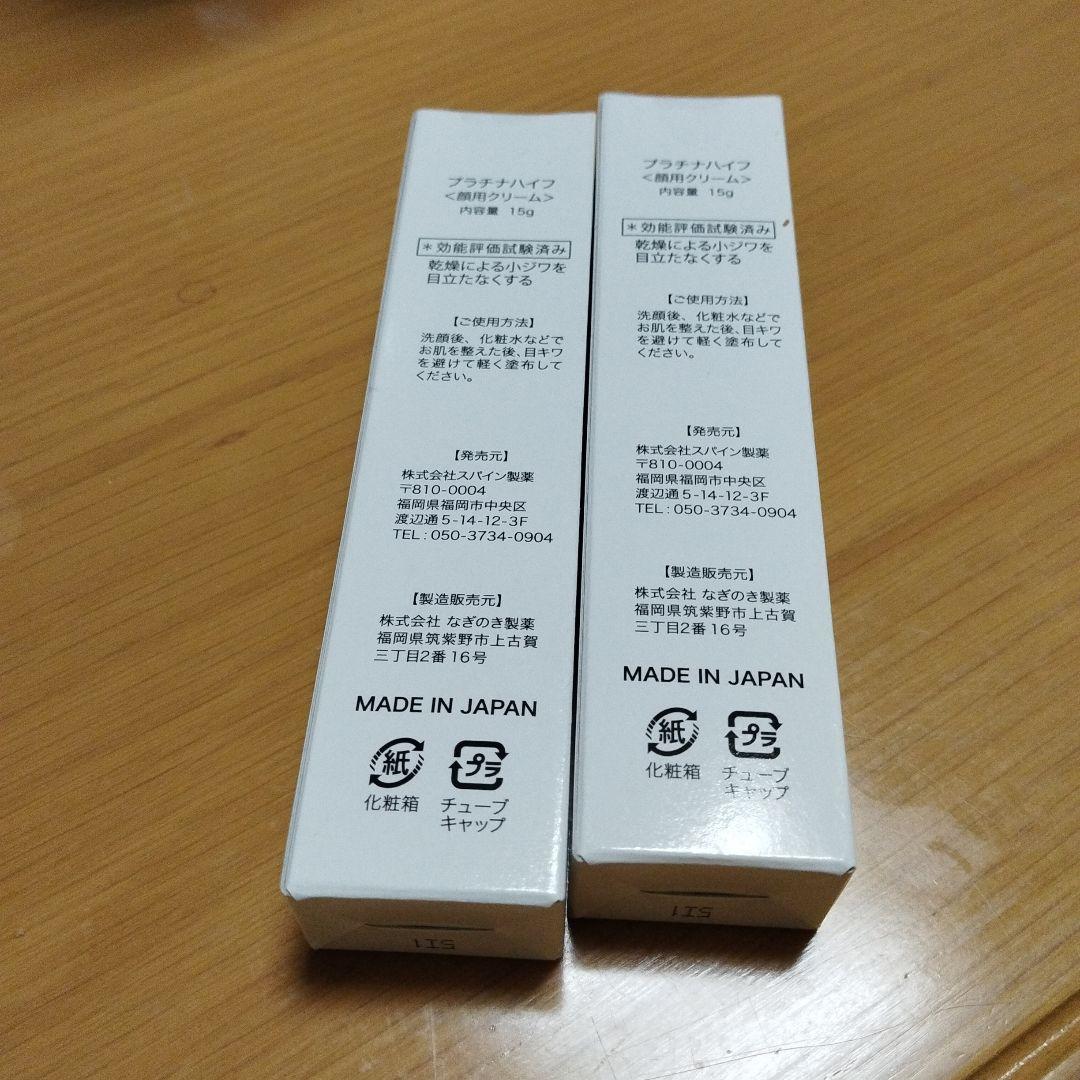 プラチナハイフ
<顔用クリーム>
内容量 15g
*効能評価試験済み
乾燥による小ジワを
目立たなくする
【ご使用方法】
洗顔後、化粧水などで
お肌を整えた後、目キワ
を避けて軽く塗布して
ください。
【発売元】
株式会社スパイン製薬
〒810-0004
福岡県福岡市中央区
渡辺通5-14-12-3F
TEL:050-3734-0904
【製造販売元】
株式会社 なぎのき製薬
福岡県筑紫野市上古賀
三丁目2番16号
MADE IN JAPAN
紙 プラ
化粧箱 チューブ
キャップ
5I1
プラチナハイフ
<顔用クリーム>
内容量 15g
*効能評価試験済み
乾燥による小ジワを
目立たなくする
【ご使用方法】
洗顔後、化粧水などで
お肌を整えた後、目キワ
を避けて軽く塗布して
ください。
【発売元】
株式会社スパイン製薬
〒810-0004
福岡県福岡市中央区
渡辺通5-14-12-3F
TEL:050-3734-0904
【製造販売元】
株式会社 なぎのき製薬
福岡県筑紫野市上古賀
三丁目2番16号
MADE IN JAPAN
紙 プラ
化粧箱 チューブ
キャップ
5I1